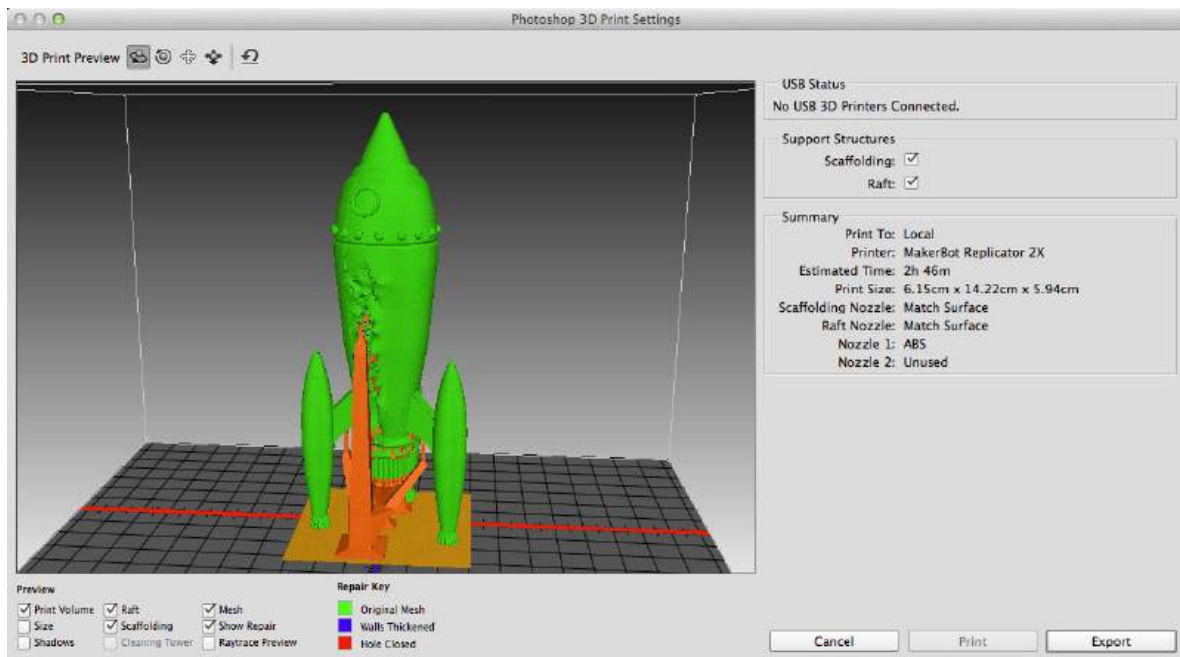 Photoshop 3D Print Settings
3D Print Preview
USB Status
No USB 3D Printers Connected.
Support Structures
Scaffolding:
Raft:
Summary
Print To: Local
Printer: MakerBot Replicator 2X
Estimated Time: 2h 46m
Print Size: 6.15cm x 14.22cm x 5.94cm
Scaffolding Nozzle: Match Surface
Raft Nozzle: Match Surface
Nozzle 1: ABS
Nozzle 2: Unused
Preview
Print Volume Raft Mesh
Size Scaffolding Show Repair
Shadows Cleaning Tower Raytrace Preview
Repair Key
Original Mesh
Walls Thickened
Hole Closed
Cancel Print Export